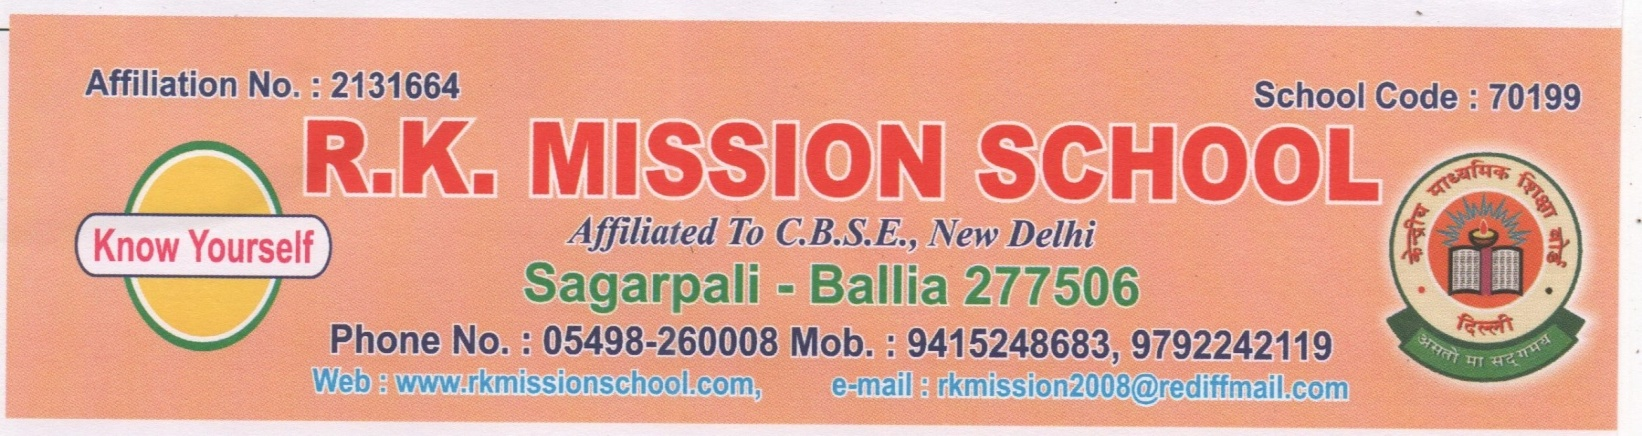 Affiliation No. : 2131664
School Code : 70199
R.K. MISSION SCHOOL
Know Yourself
Affiliated To C.B.S.E., New Delhi
Sagarpali - Ballia 277506
Phone No. : 05498-260008 Mob. : 9415248683, 9792242119
Web : www.rkmissionschool.com, e-mail : rkmission2008@rediffmail.com
केन्द्रीय माध्यमिक शिक्षा बोर्ड
दिल्ली
असतो मा सद्गमय